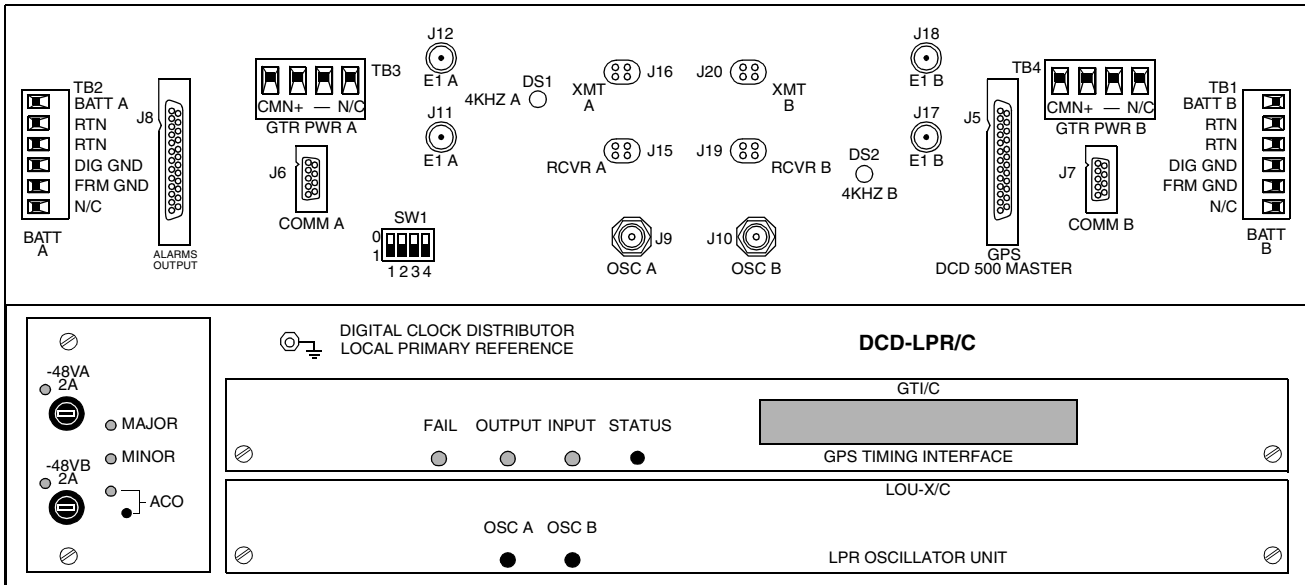 TB2
BATT A
RTN
RTN
DIG GND
FRM GND
N/C
BATT
A
J8
ALARMS
OUTPUT
TB3
CMN+ — N/C
GTR PWR A
J6
COMM A
J12
E1 A
J11
E1 A
SW1
0
1
1 2 3 4
DS1
4KHZ A
J16
XMT
A
J15
RCVR A
J9
OSC A
J20
XMT
B
J19
RCVR B
J10
OSC B
DS2
4KHZ B
J18
E1 B
J17
E1 B
J5
GPS
DCD 500 MASTER
TB4
CMN+ — N/C
GTR PWR B
J7
COMM B
TB1
BATT B
RTN
RTN
DIG GND
FRM GND
N/C
BATT
B
-48VA
2A
MAJOR
MINOR
-48VB
2A
ACO
DIGITAL CLOCK DISTRIBUTOR
LOCAL PRIMARY REFERENCE
DCD-LPR/C
GTI/C
FAIL OUTPUT INPUT STATUS
GPS TIMING INTERFACE
LOU-X/C
OSC A OSC B
LPR OSCILLATOR UNIT